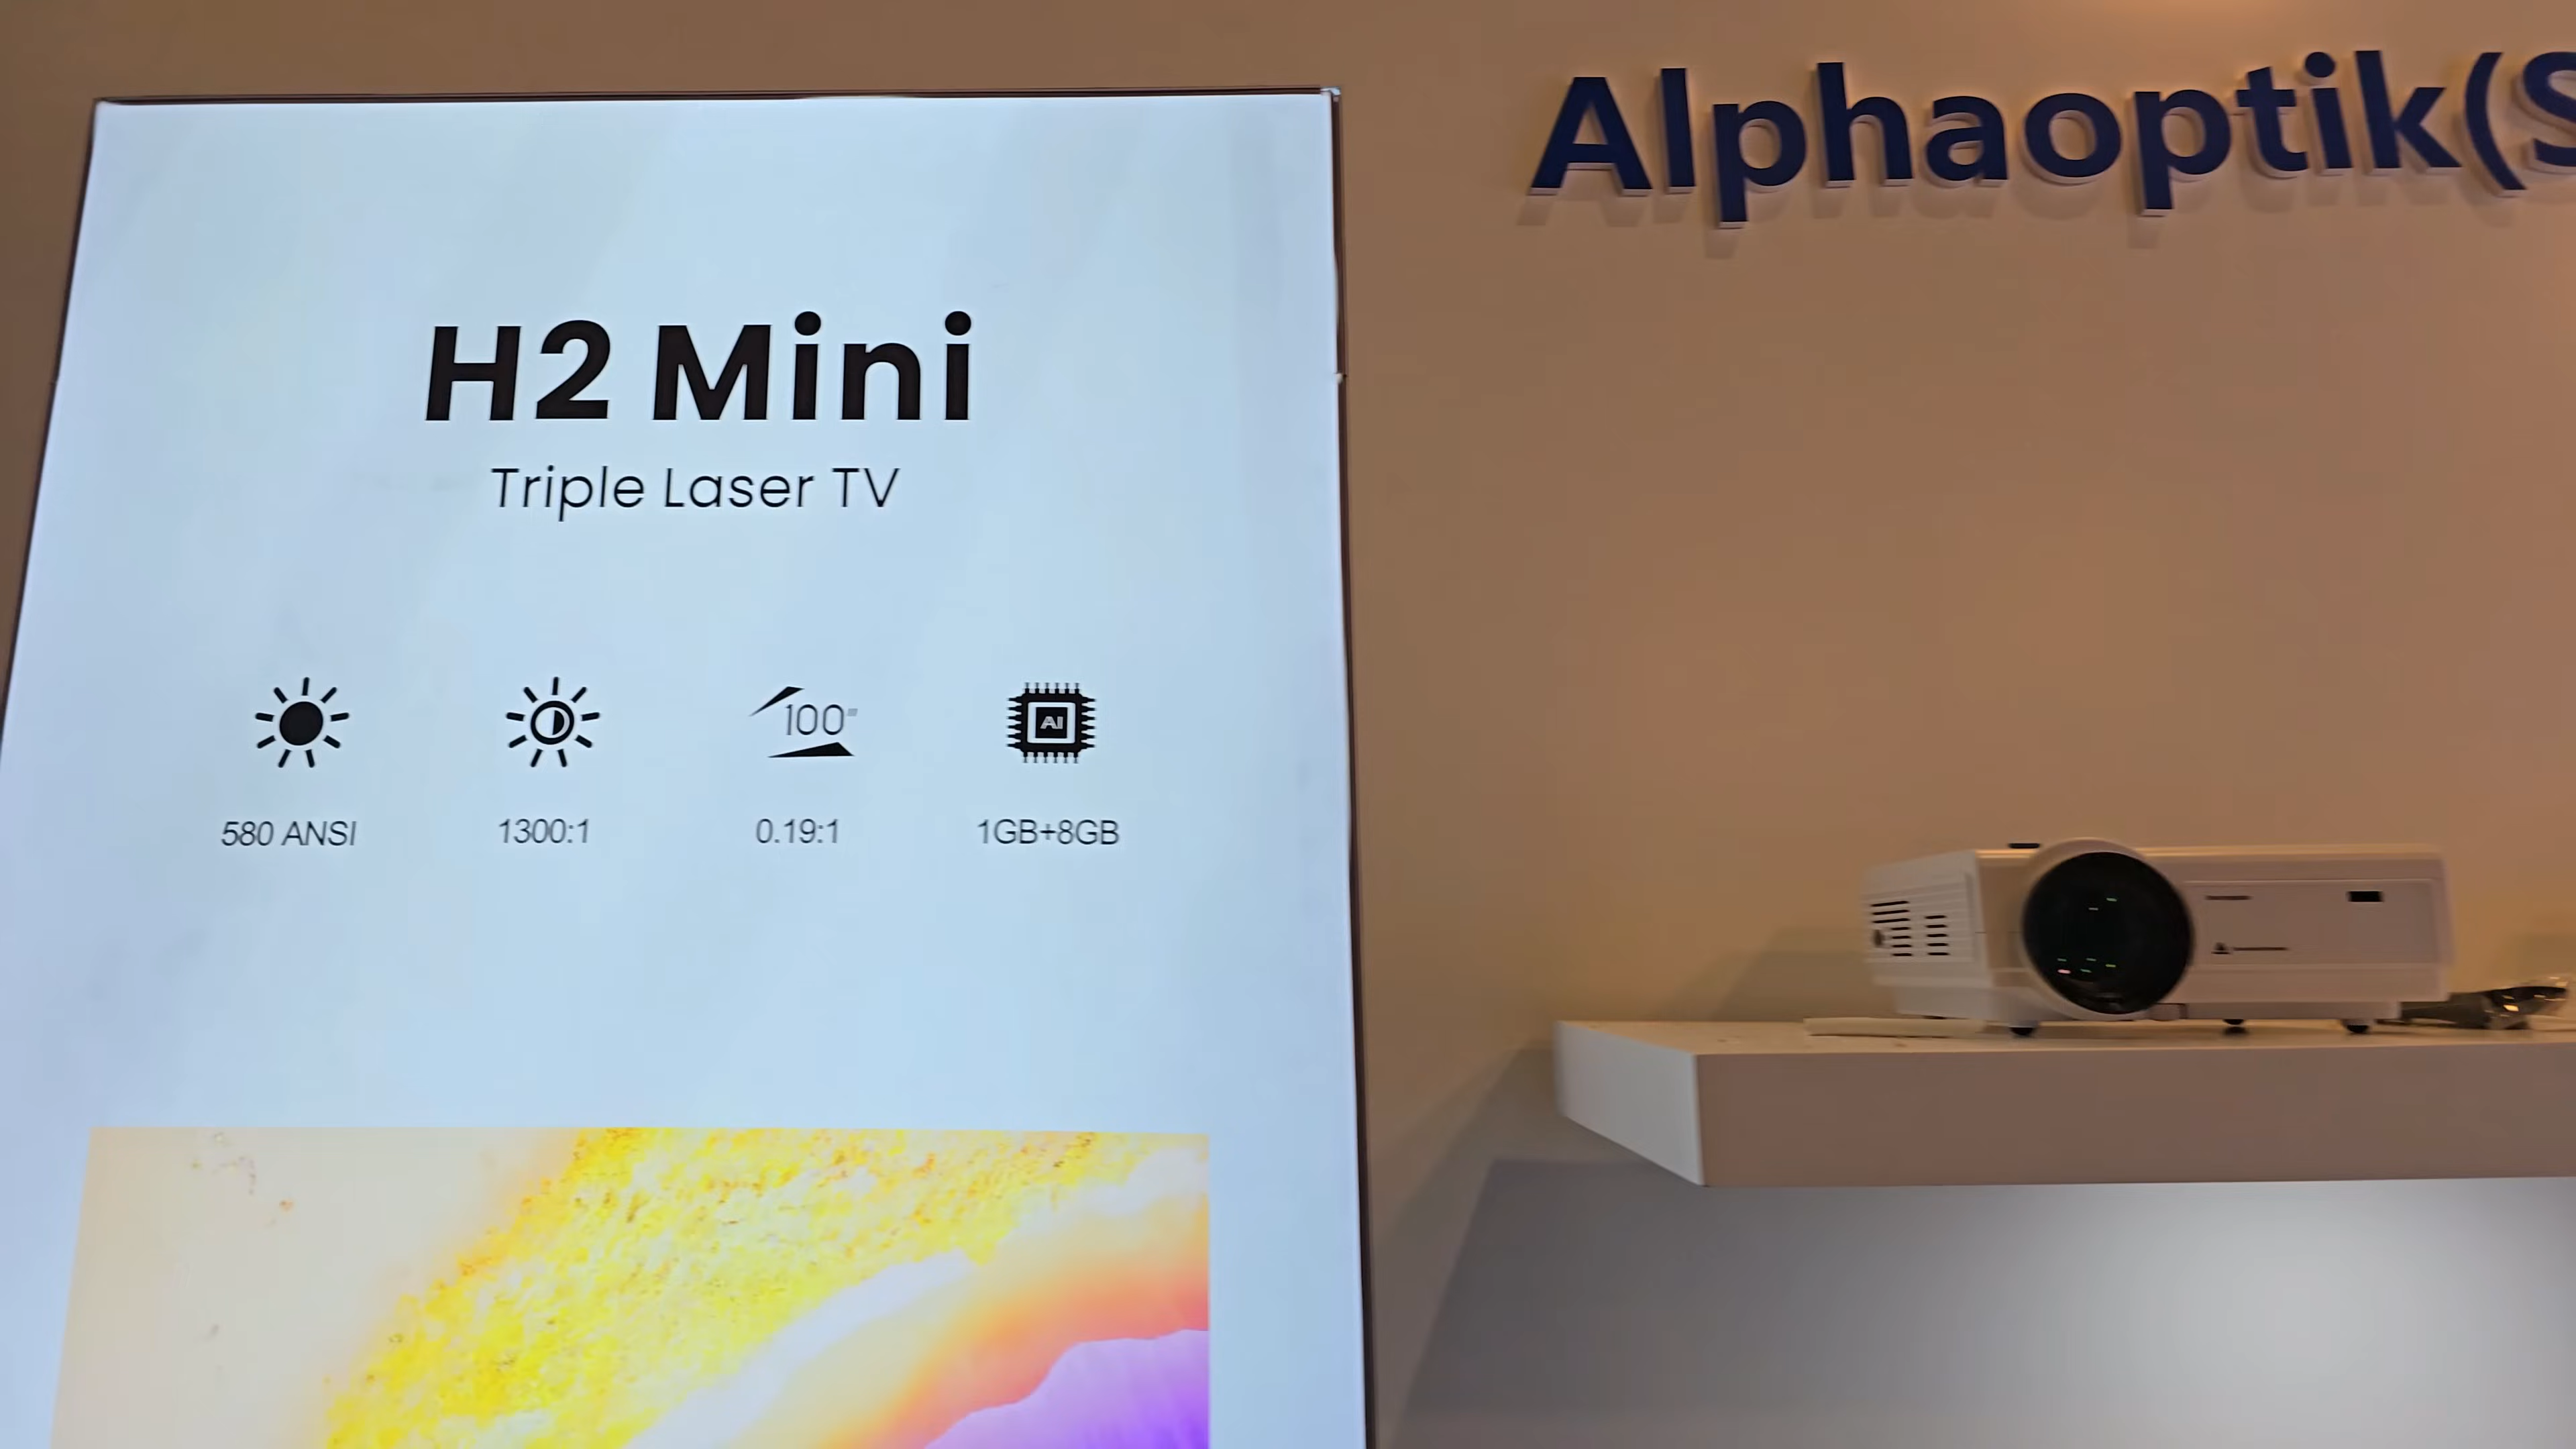 H2 Mini
Triple Laser TV
100"
AI
580 ANSI
1300:1
0.19:1
1GB+8GB
Alphaoptik(S